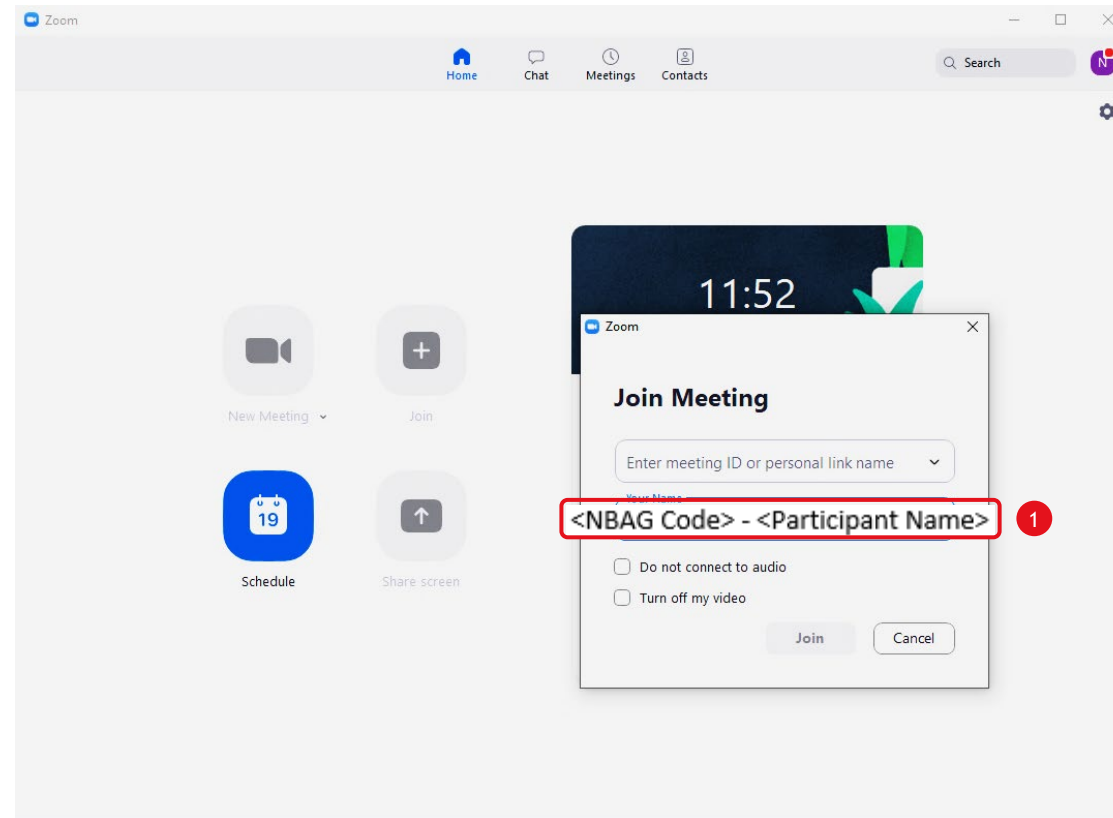 Zoom
Home
Chat
Meetings
Contacts
Search
N
11:52
New Meeting
Join
19
Schedule
Share screen
Zoom
Join Meeting
Enter meeting ID or personal link name
Your Name
<NBAG Code> - <Participant Name>
1
Do not connect to audio
Turn off my video
Join
Cancel